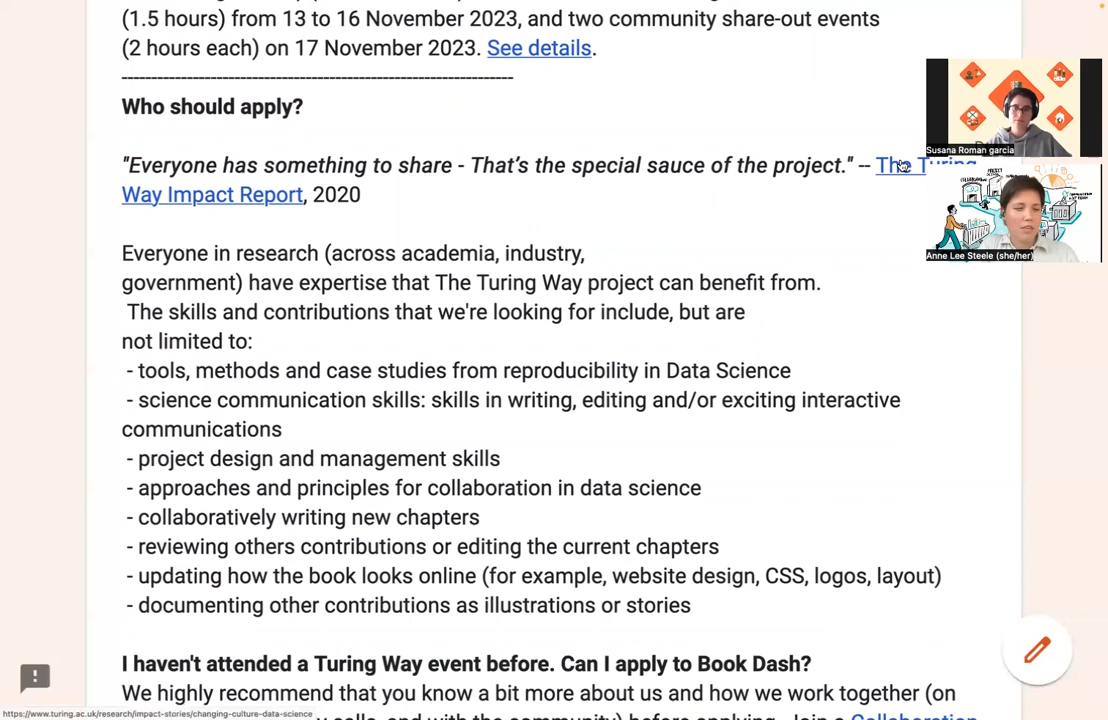 (1.5 hours) from 13 to 16 November 2023, and two community share-out events
(2 hours each) on 17 November 2023. See details.
----------------------------------------------------------------
Who should apply?
"Everyone has something to share - That's the special sauce of the project." -- The Turing
Way Impact Report, 2020
Everyone in research (across academia, industry,
government) have expertise that The Turing Way project can benefit from.
The skills and contributions that we're looking for include, but are
not limited to:
- tools, methods and case studies from reproducibility in Data Science
- science communication skills: skills in writing, editing and/or exciting interactive
communications
- project design and management skills
- approaches and principles for collaboration in data science
- collaboratively writing new chapters
- reviewing others contributions or editing the current chapters
- updating how the book looks online (for example, website design, CSS, logos, layout)
- documenting other contributions as illustrations or stories
I haven't attended a Turing Way event before. Can I apply to Book Dash?
We highly recommend that you know a bit more about us and how we work together (on
calls, and with the community) before applying. Join a Collaboration
https://www.turing.ac.uk/research/impact-stories/changing-culture-data-science
Susana Roman garcia
Anne Lee Steele (she/her)